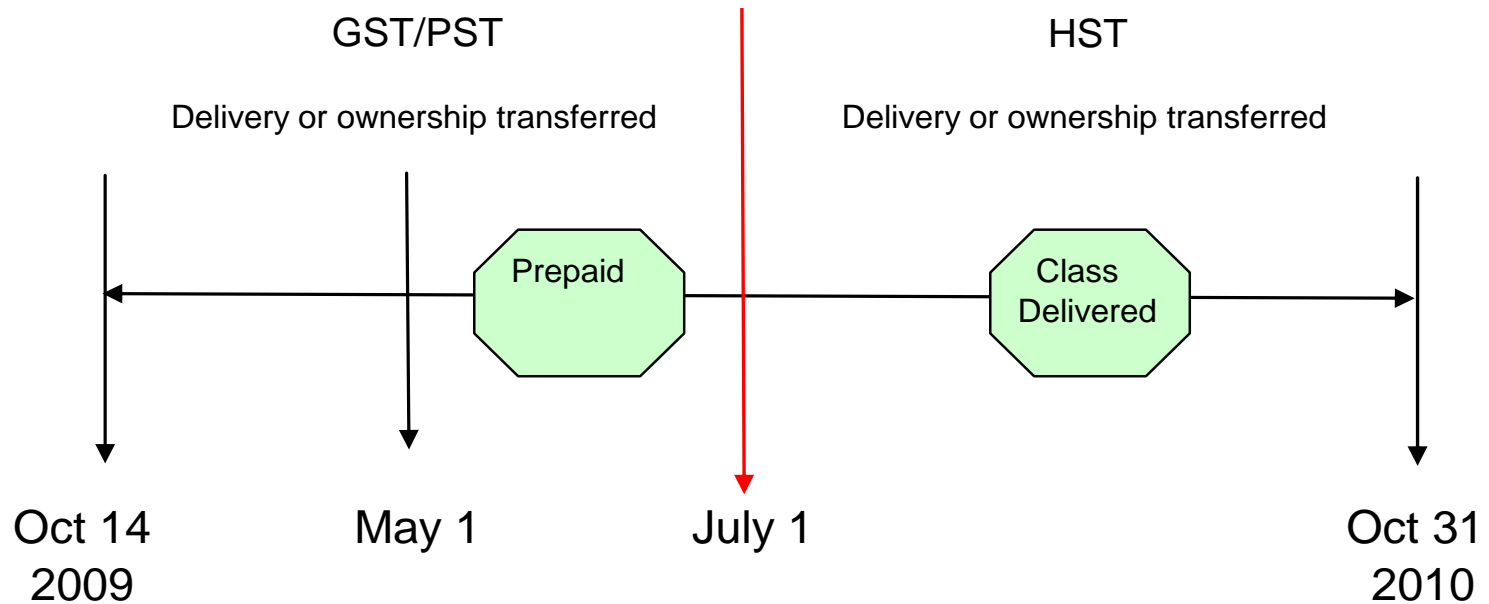 GST/PST
HST
Delivery or ownership transferred
Delivery or ownership transferred
Prepaid
Class
Delivered
Oct 14
2009
May 1
July 1
Oct 31
2010